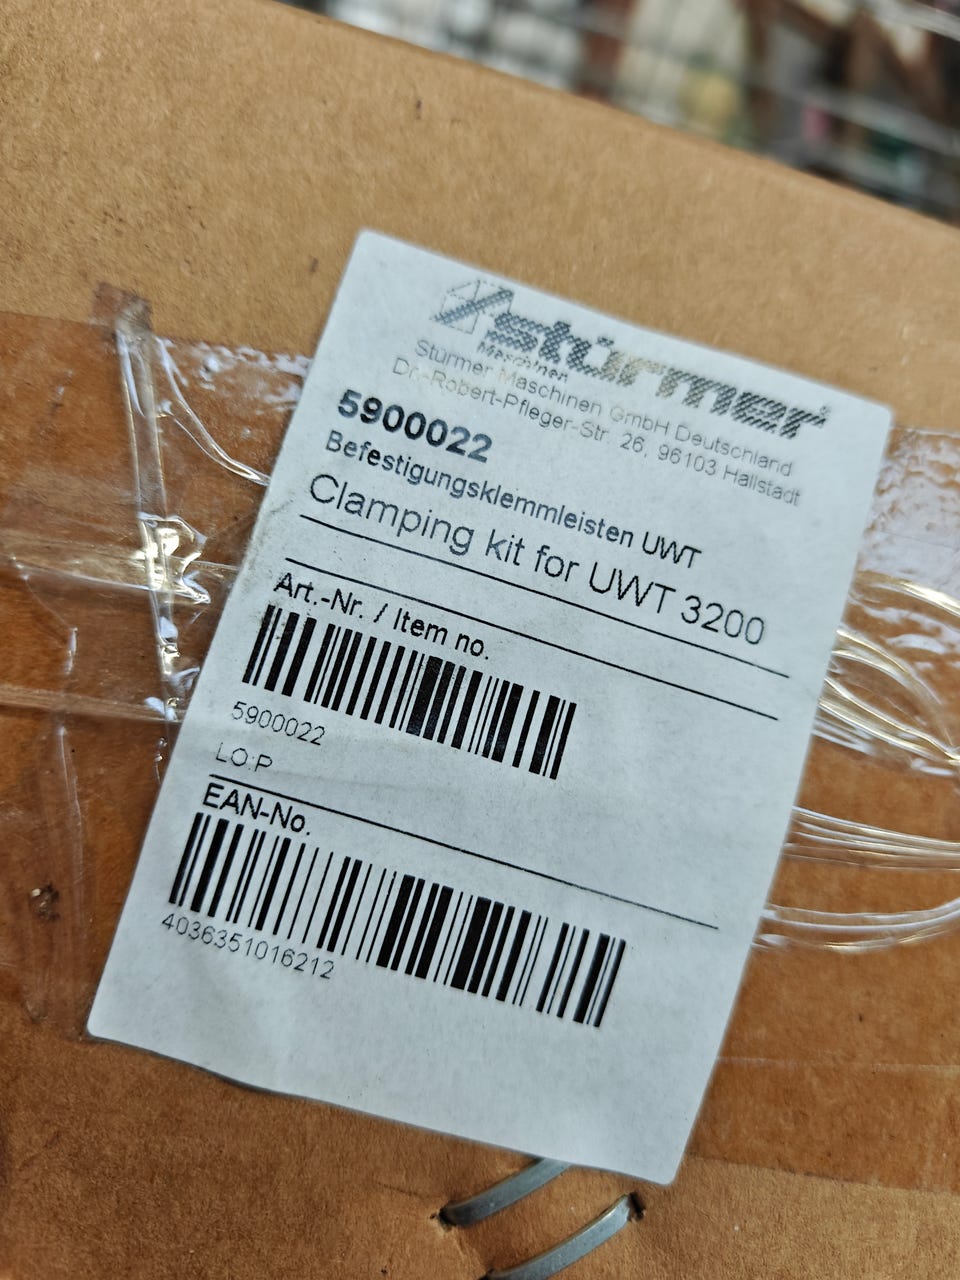 stürmer
Maschinen
Stürmer Maschinen GmbH Deutschland
Dr.-Robert-Pfleger-Str. 26, 96103 Hallstadt
5900022
Befestigungsklemmleisten UWT
Clamping kit for UWT 3200
Art.-Nr. / Item no.
5900022
LO:P
EAN-No.
4036351016212